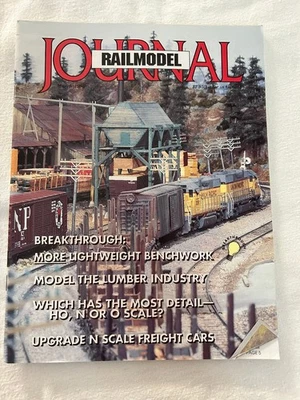 JOURNAL
RAILMODEL
BREAKTHROUGH:
MORE LIGHTWEIGHT BENCHWORK
MODEL THE LUMBER INDUSTRY
WHICH HAS THE MOST DETAIL—
HO, N OR O SCALE?
UPGRADE N SCALE FREIGHT CARS